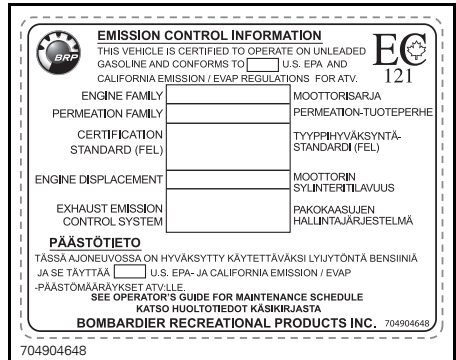 EMISSION CONTROL INFORMATION
BRP
THIS VEHICLE IS CERTIFIED TO OPERATE ON UNLEADED
GASOLINE AND CONFORMS TO U.S. EPA AND
CALIFORNIA EMISSION / EVAP REGULATIONS FOR ATV.
EC
121
ENGINE FAMILY MOOTTORISARJA
PERMEATION FAMILY PERMEATION-TUOTEPERHE
CERTIFICATION TYYPPIHYVÄKSYNTÄ-
STANDARD (FEL) STANDARDI (FEL)
ENGINE DISPLACEMENT MOOTTORIN
SYLINTERITILAVUUS
EXHAUST EMISSION PAKOKAASUJEN
CONTROL SYSTEM HALLINTAJÄRJESTELMÄ
PÄÄSTÖTIETO
TÄSSÄ AJONEUVOSSA ON HYVÄKSYTTY KÄYTETTÄVÄKSI LYIJYTÖNTÄ BENSIINIÄ
JA SE TÄYTTÄÄ U.S. EPA- JA CALIFORNIA EMISSION / EVAP
-PÄÄSTÖMÄÄRÄYKSET ATV:LLE.
SEE OPERATOR'S GUIDE FOR MAINTENANCE SCHEDULE
KATSO HUOLTOTIEDOT KÄSIKIRJASTA
BOMBARDIER RECREATIONAL PRODUCTS INC. 704904648
704904648